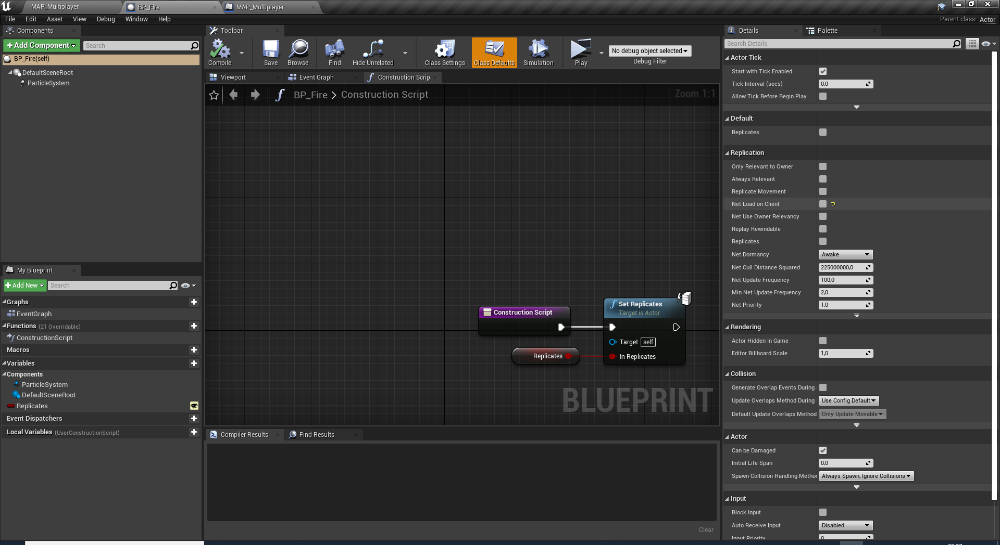 MAP_Multiplayer
BP_Fire
MAP_Multiplayer
File Edit Asset View Debug Window Help
Parent class: Actor
Components
+Add Component
Search
BP_Fire(self)
DefaultSceneRoot
ParticleSystem
My Blueprint
+Add New
Search
Graphs
EventGraph
Functions (21 Overridable)
ConstructionScript
Macros
Variables
Components
ParticleSystem
DefaultSceneRoot
Replicates
Event Dispatchers
Local Variables (UserConstructionScript)
Toolbar
Compile
Save
Browse
Find
Hide Unrelated
Class Settings
Class Defaults
Simulation
Play
No debug object selected
Debug Filter
Viewport
Event Graph
Construction Scrip
BP_Fire > Construction Script
Zoom 1:1
Construction Script
Replicates
Set Replicates
Target is Actor
Target self
In Replicates
BLUEPRINT
Compiler Results
Find Results
Clear
Details
Palette
Search Details
Actor Tick
Start with Tick Enabled
Tick Interval (secs) 0,0
Allow Tick Before Begin Play
Default
Replicates
Replication
Only Relevant to Owner
Always Relevant
Replicate Movement
Net Load on Client
Net Use Owner Relevancy
Replay Rewindable
Replicates
Net Dormancy Awake
Net Cull Distance Squared 225000000,0
Net Update Frequency 100,0
Min Net Update Frequency 2,0
Net Priority 1,0
Rendering
Actor Hidden In Game
Editor Billboard Scale 1,0
Collision
Generate Overlap Events During
Update Overlaps Method During Use Config Default
Default Update Overlaps Method Only Update Movable
Actor
Can be Damaged
Initial Life Span 0,0
Spawn Collision Handling Metho Always Spawn, Ignore Collisions
Input
Block Input
Auto Receive Input Disabled
Input Priority 0